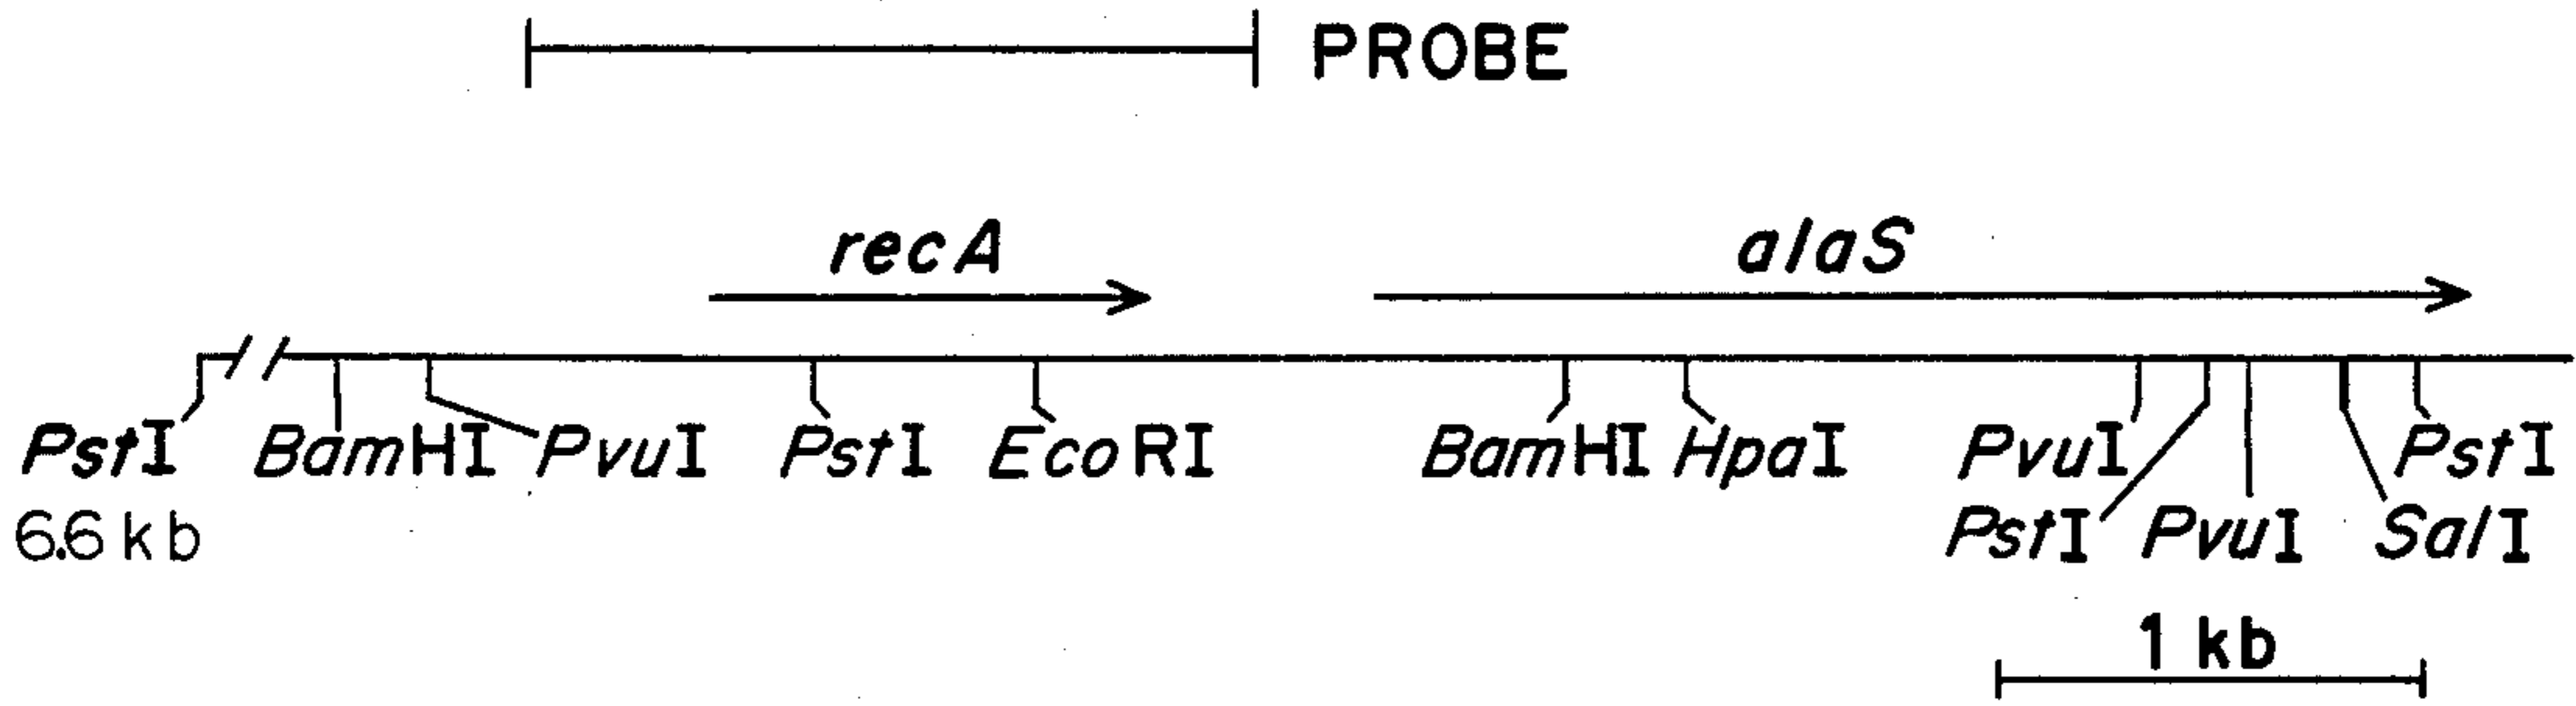 PROBE
recA alaS
PstI BamHI PvuI PstI EcoRI BamHI HpaI PvuI PstI
6.6 kb PstI PvuI SalI
1 kb